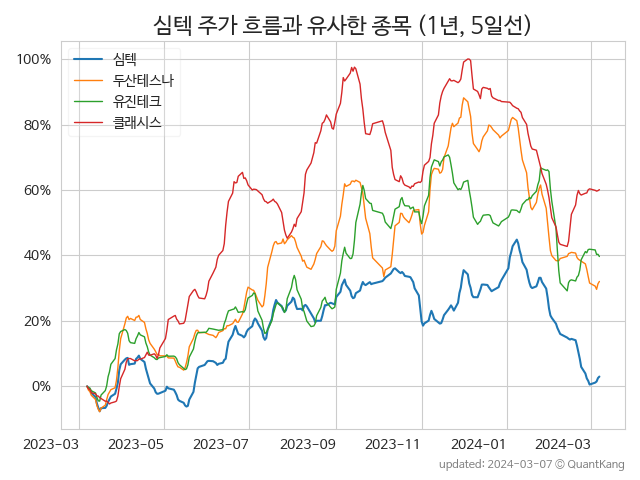 심텍 주가 흐름과 유사한 종목 (1년, 5일선)
심텍
두산테스나
유진테크
클래시스
100%
80%
60%
40%
20%
0%
2023-03 2023-05 2023-07 2023-09 2023-11 2024-01 2024-03
updated: 2024-03-07 © QuantKang